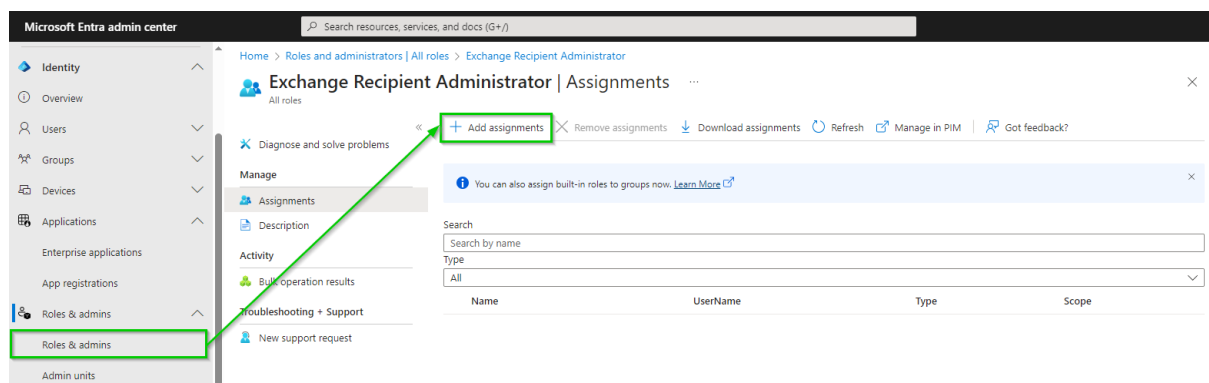 Microsoft Entra admin center
Search resources, services, and docs (G+/)
Identity
Overview
Users
Groups
Devices
Applications
Enterprise applications
App registrations
Roles & admins
Roles & admins
Admin units
Home > Roles and administrators | All roles > Exchange Recipient Administrator
Exchange Recipient Administrator | Assignments ...
All roles
«
Diagnose and solve problems
Manage
Assignments
Description
Activity
Bulk operation results
Troubleshooting + Support
New support request
+ Add assignments Remove assignments Download assignments Refresh Manage in PIM Got feedback?
You can also assign built-in roles to groups now. Learn More
Search
Search by name
Type
All
Name UserName Type Scope